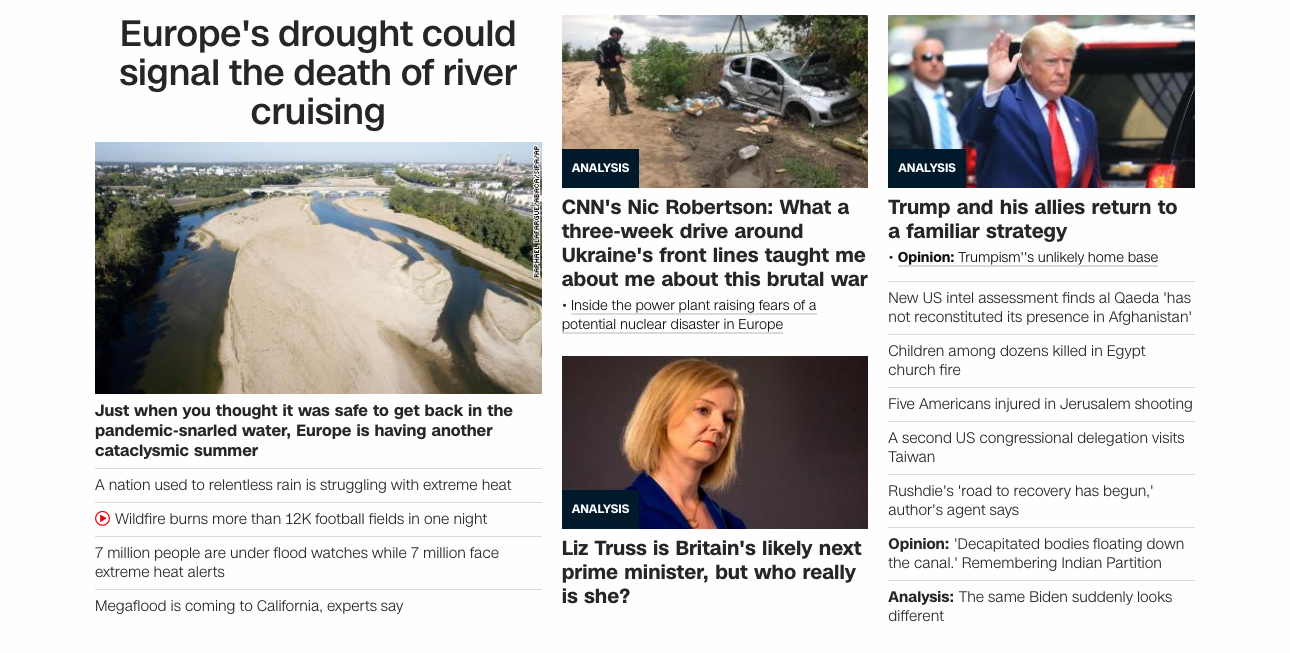 Europe's drought could
signal the death of river
cruising
RAPHAEL LAFARGUE/ABACA/SIPA/AP
Just when you thought it was safe to get back in the
pandemic-snarled water, Europe is having another
cataclysmic summer
A nation used to relentless rain is struggling with extreme heat
Wildfire burns more than 12K football fields in one night
7 million people are under flood watches while 7 million face
extreme heat alerts
Megaflood is coming to California, experts say
ANALYSIS
CNN's Nic Robertson: What a
three-week drive around
Ukraine's front lines taught me
about me about this brutal war
• Inside the power plant raising fears of a
potential nuclear disaster in Europe
ANALYSIS
Liz Truss is Britain's likely next
prime minister, but who really
is she?
ANALYSIS
Trump and his allies return to
a familiar strategy
• Opinion: Trumpism''s unlikely home base
New US intel assessment finds al Qaeda 'has
not reconstituted its presence in Afghanistan'
Children among dozens killed in Egypt
church fire
Five Americans injured in Jerusalem shooting
A second US congressional delegation visits
Taiwan
Rushdie's 'road to recovery has begun,'
author's agent says
Opinion: 'Decapitated bodies floating down
the canal.' Remembering Indian Partition
Analysis: The same Biden suddenly looks
different